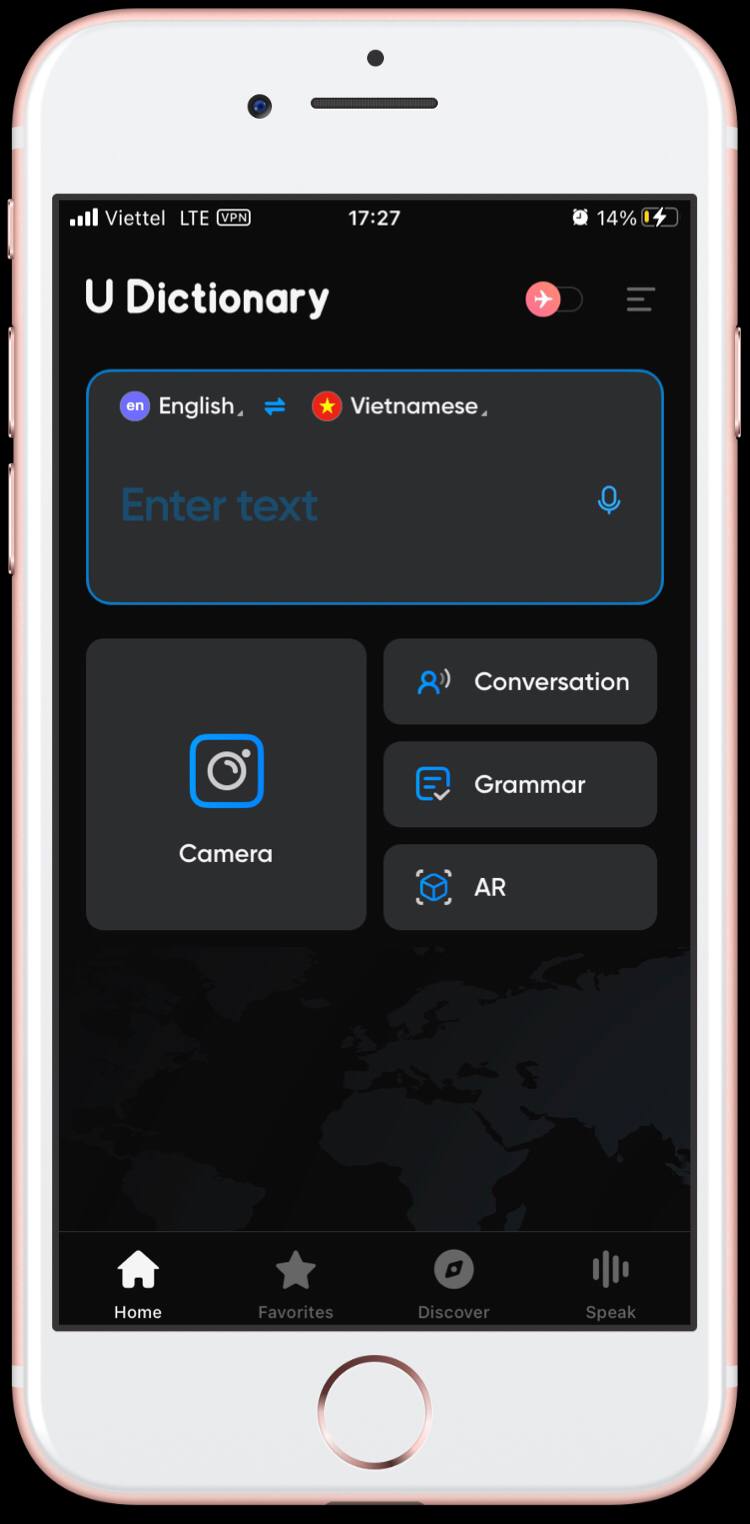 Viettel LTE VPN 17:27 14%
U Dictionary
en English Vietnamese
Enter text
Camera
Conversation
Grammar
AR
Home Favorites Discover Speak